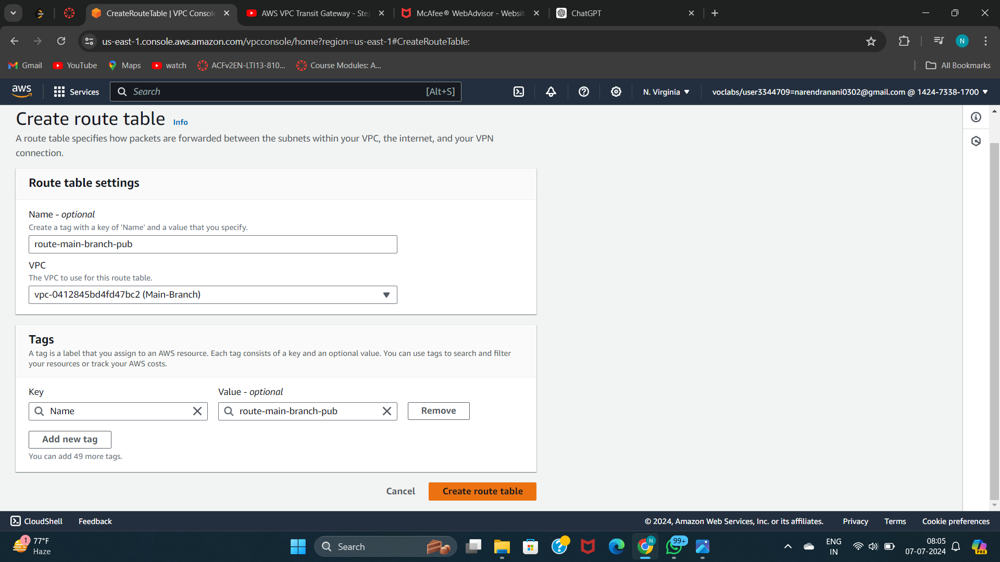 CreateRouteTable | VPC Console
AWS VPC Transit Gateway - Step
McAfee® WebAdvisor - Websit
ChatGPT
us-east-1.console.aws.amazon.com/vpcconsole/home?region=us-east-1#CreateRouteTable:
N
Gmail
YouTube
Maps
watch
ACFv2EN-LTI13-810...
Course Modules: A...
All Bookmarks
aws
Services
Search
[Alt+S]
N. Virginia
voclabs/user3344709=narendranani0302@gmail.com @ 1424-7338-1700
Create route table Info
A route table specifies how packets are forwarded between the subnets within your VPC, the internet, and your VPN
connection.
Route table settings
Name - optional
Create a tag with a key of 'Name' and a value that you specify.
route-main-branch-pub
VPC
The VPC to use for this route table.
vpc-0412845bd4fd47bc2 (Main-Branch)
Tags
A tag is a label that you assign to an AWS resource. Each tag consists of a key and an optional value. You can use tags to search and filter
your resources or track your AWS costs.
Key
Value - optional
Name
route-main-branch-pub
Remove
Add new tag
You can add 49 more tags.
Cancel
Create route table
CloudShell
Feedback
© 2024, Amazon Web Services, Inc. or its affiliates.
Privacy
Terms
Cookie preferences
1
77°F
Haze
Search
N
99+
ENG
IN
08:05
07-07-2024
PRE